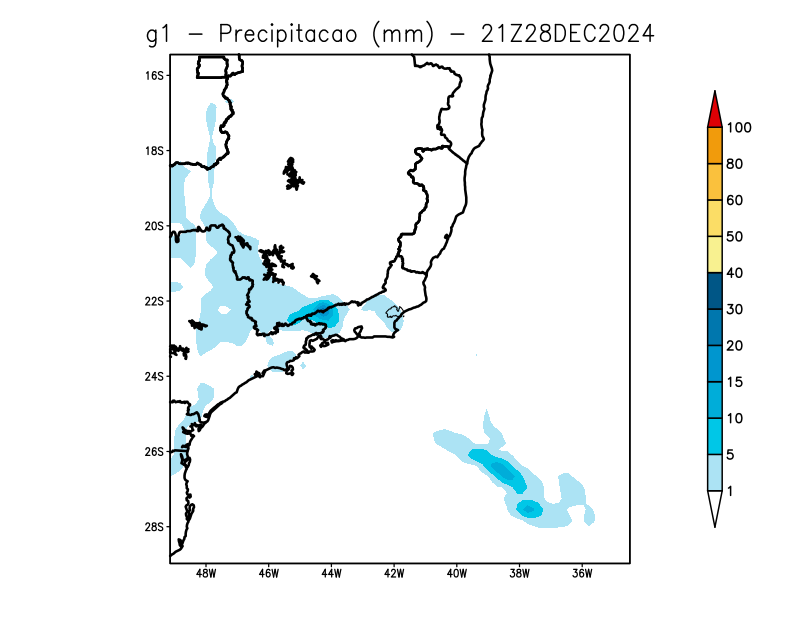 g1 – Precipitacao (mm) – 21Z28DEC2024
16S
18S
20S
22S
24S
26S
28S
48W 46W 44W 42W 40W 38W 36W
100
80
60
50
40
30
20
15
10
5
1